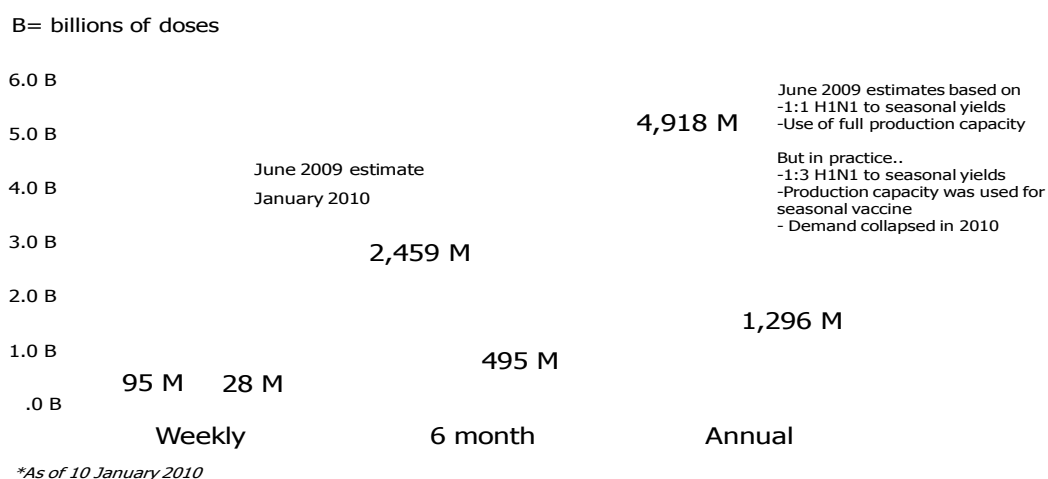 B= billions of doses
6.0 B
5.0 B
4.0 B
3.0 B
2.0 B
1.0 B
.0 B
June 2009 estimate
January 2010
95 M
28 M
2,459 M
495 M
4,918 M
1,296 M
Weekly
6 month
Annual
June 2009 estimates based on
-1:1 H1N1 to seasonal yields
-Use of full production capacity
But in practice..
-1:3 H1N1 to seasonal yields
-Production capacity was used for
seasonal vaccine
- Demand collapsed in 2010
*As of 10 January 2010